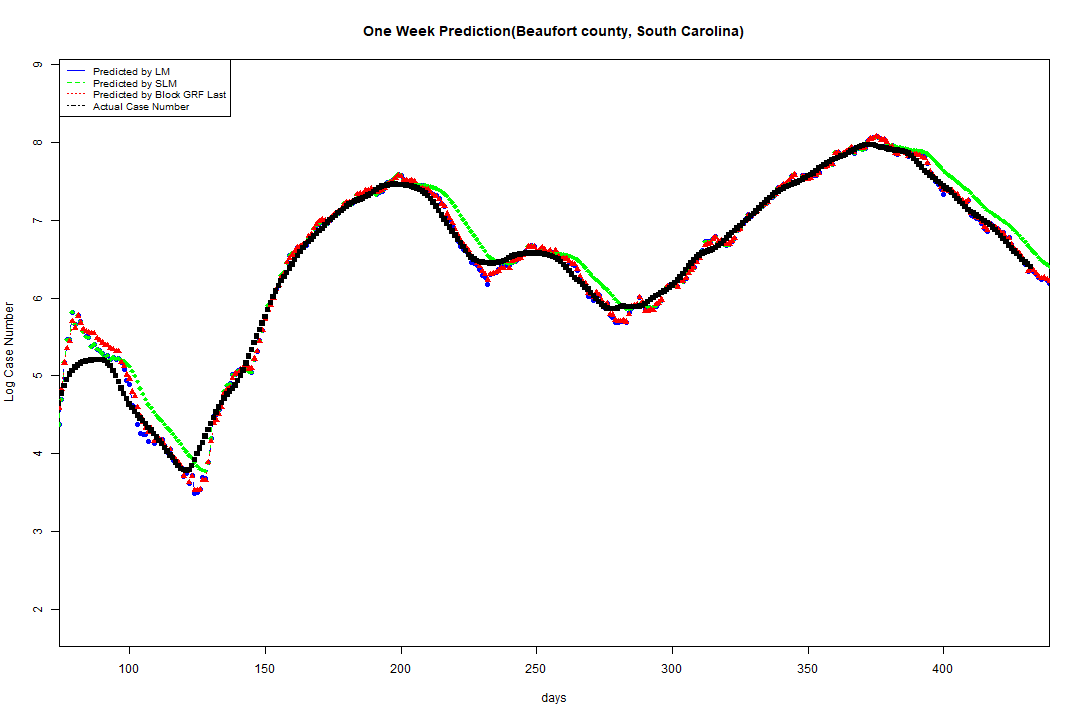 One Week Prediction(Beaufort county, South Carolina)
Predicted by LM
Predicted by SLM
Predicted by Block GRF Last
Actual Case Number
9
8
7
6
5
4
3
2
Log Case Number
100 150 200 250 300 350 400
days